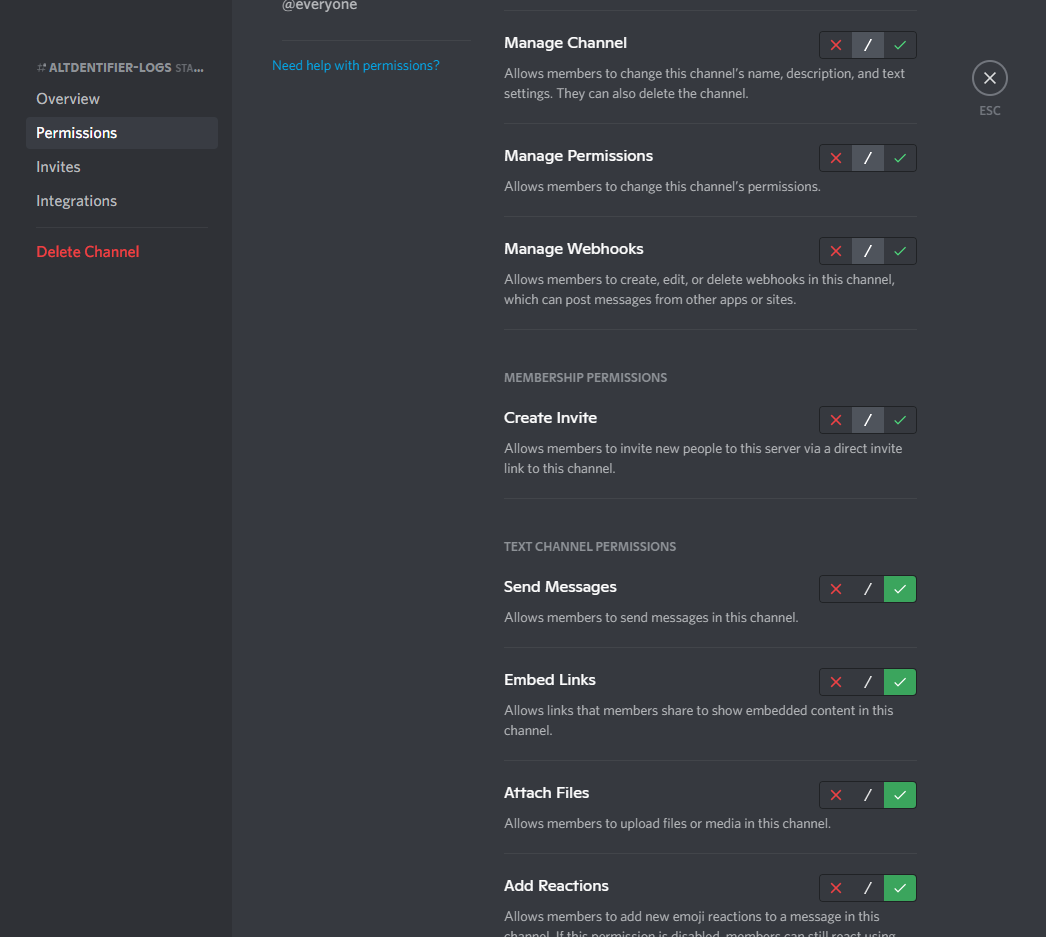 @everyone
Need help with permissions?
# ALTDENTIFIER-LOGS STA...
Overview
Permissions
Invites
Integrations
Delete Channel
ESC
Manage Channel
Allows members to change this channel's name, description, and text
settings. They can also delete the channel.
Manage Permissions
Allows members to change this channel's permissions.
Manage Webhooks
Allows members to create, edit, or delete webhooks in this channel,
which can post messages from other apps or sites.
MEMBERSHIP PERMISSIONS
Create Invite
Allows members to invite new people to this server via a direct invite
link to this channel.
TEXT CHANNEL PERMISSIONS
Send Messages
Allows members to send messages in this channel.
Embed Links
Allows links that members share to show embedded content in this
channel.
Attach Files
Allows members to upload files or media in this channel.
Add Reactions
Allows members to add new emoji reactions to a message in this
channel. If this permission is disabled, members can still react using